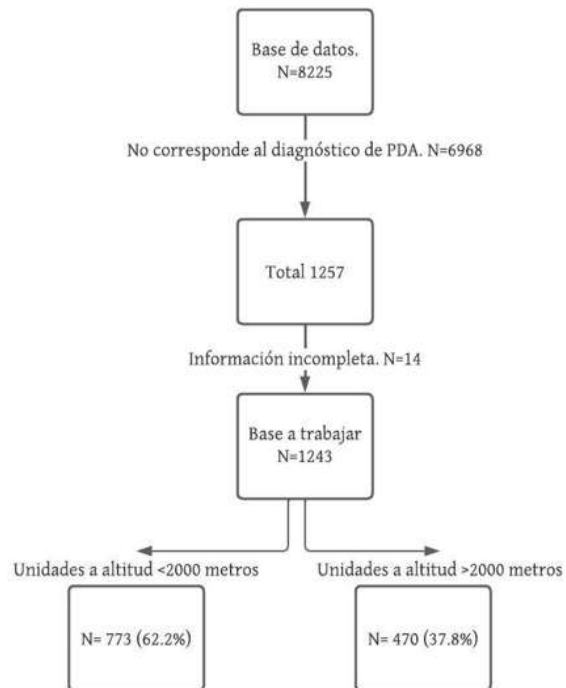 Base de datos.
N=8225
No corresponde al diagnóstico de PDA. N=6968
Total 1257
Información incompleta. N=14
Base a trabajar
N=1243
Unidades a altitud <2000 metros
Unidades a altitud >2000 metros
N= 773 (62.2%)
N= 470 (37.8%)